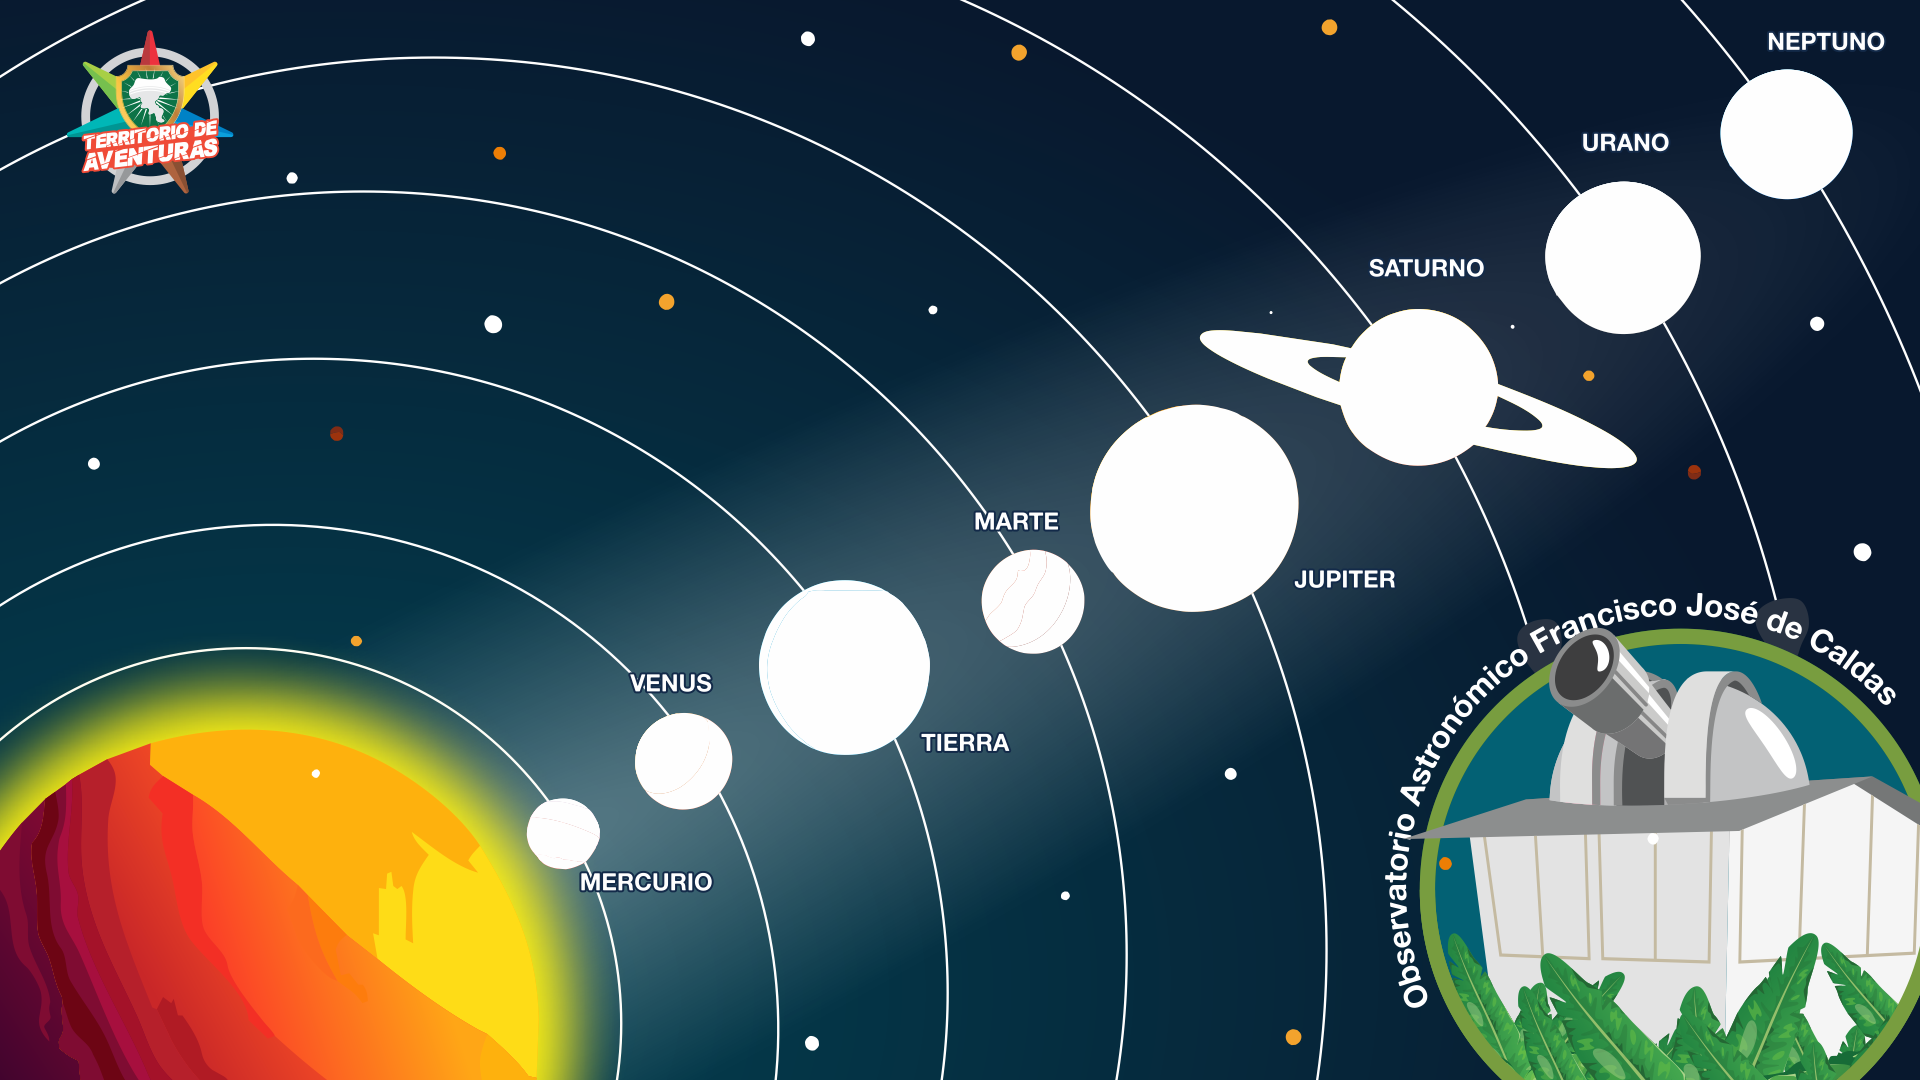 NEPTUNO
TERRITORIO DE
AVENTURAS
URANO
SATURNO
MARTE
JUPITER
VENUS
TIERRA
MERCURIO
Observatorio Astronómico Francisco José de Caldas